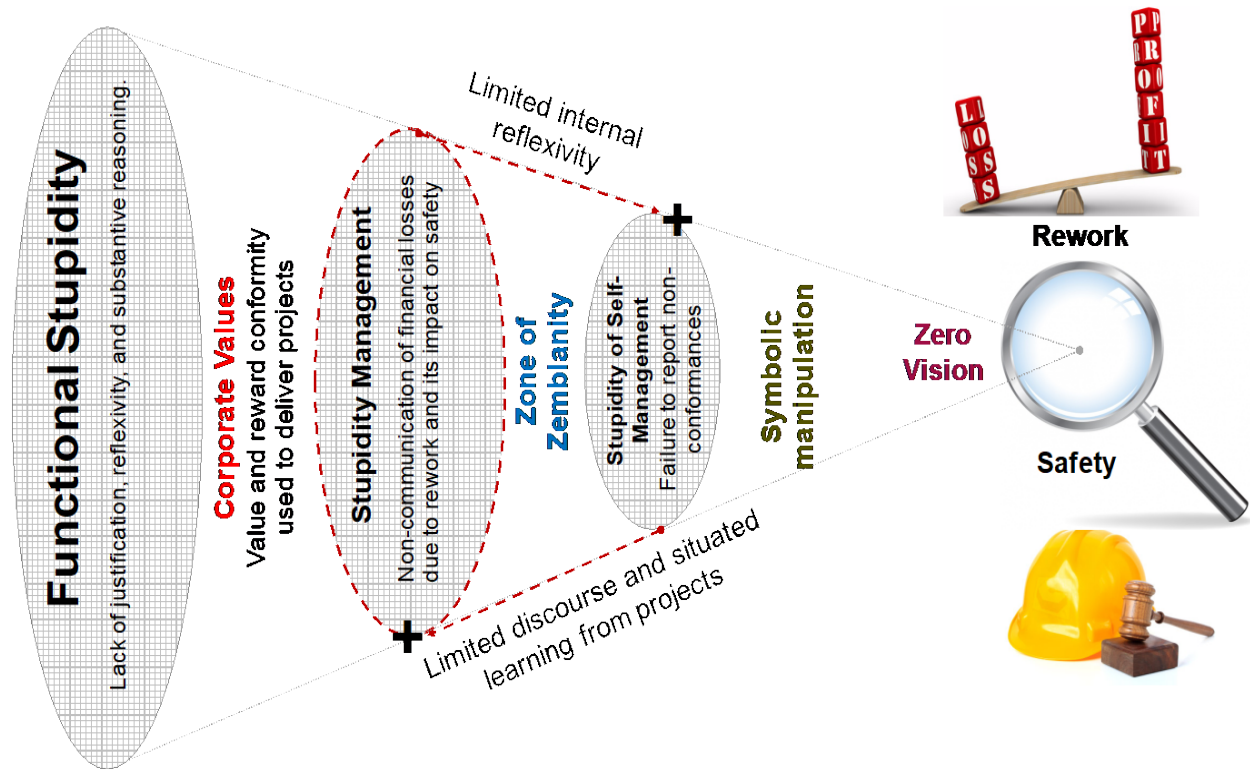 Functional Stupidity
Lack of justification, reflexivity, and substantive reasoning.
Corporate Values
Value and reward conformity
used to deliver projects
Limited internal
reflexivity
Stupidity Management
Non-communication of financial losses
due to rework and its impact on safety
Limited discourse and situated
learning from projects
Zone of
Zemblanity
Stupidity of Self-
Management
Failure to report non-
conformances
Symbolic
manipulation
Zero
Vision
LOSS
PROFIT
Rework
Safety